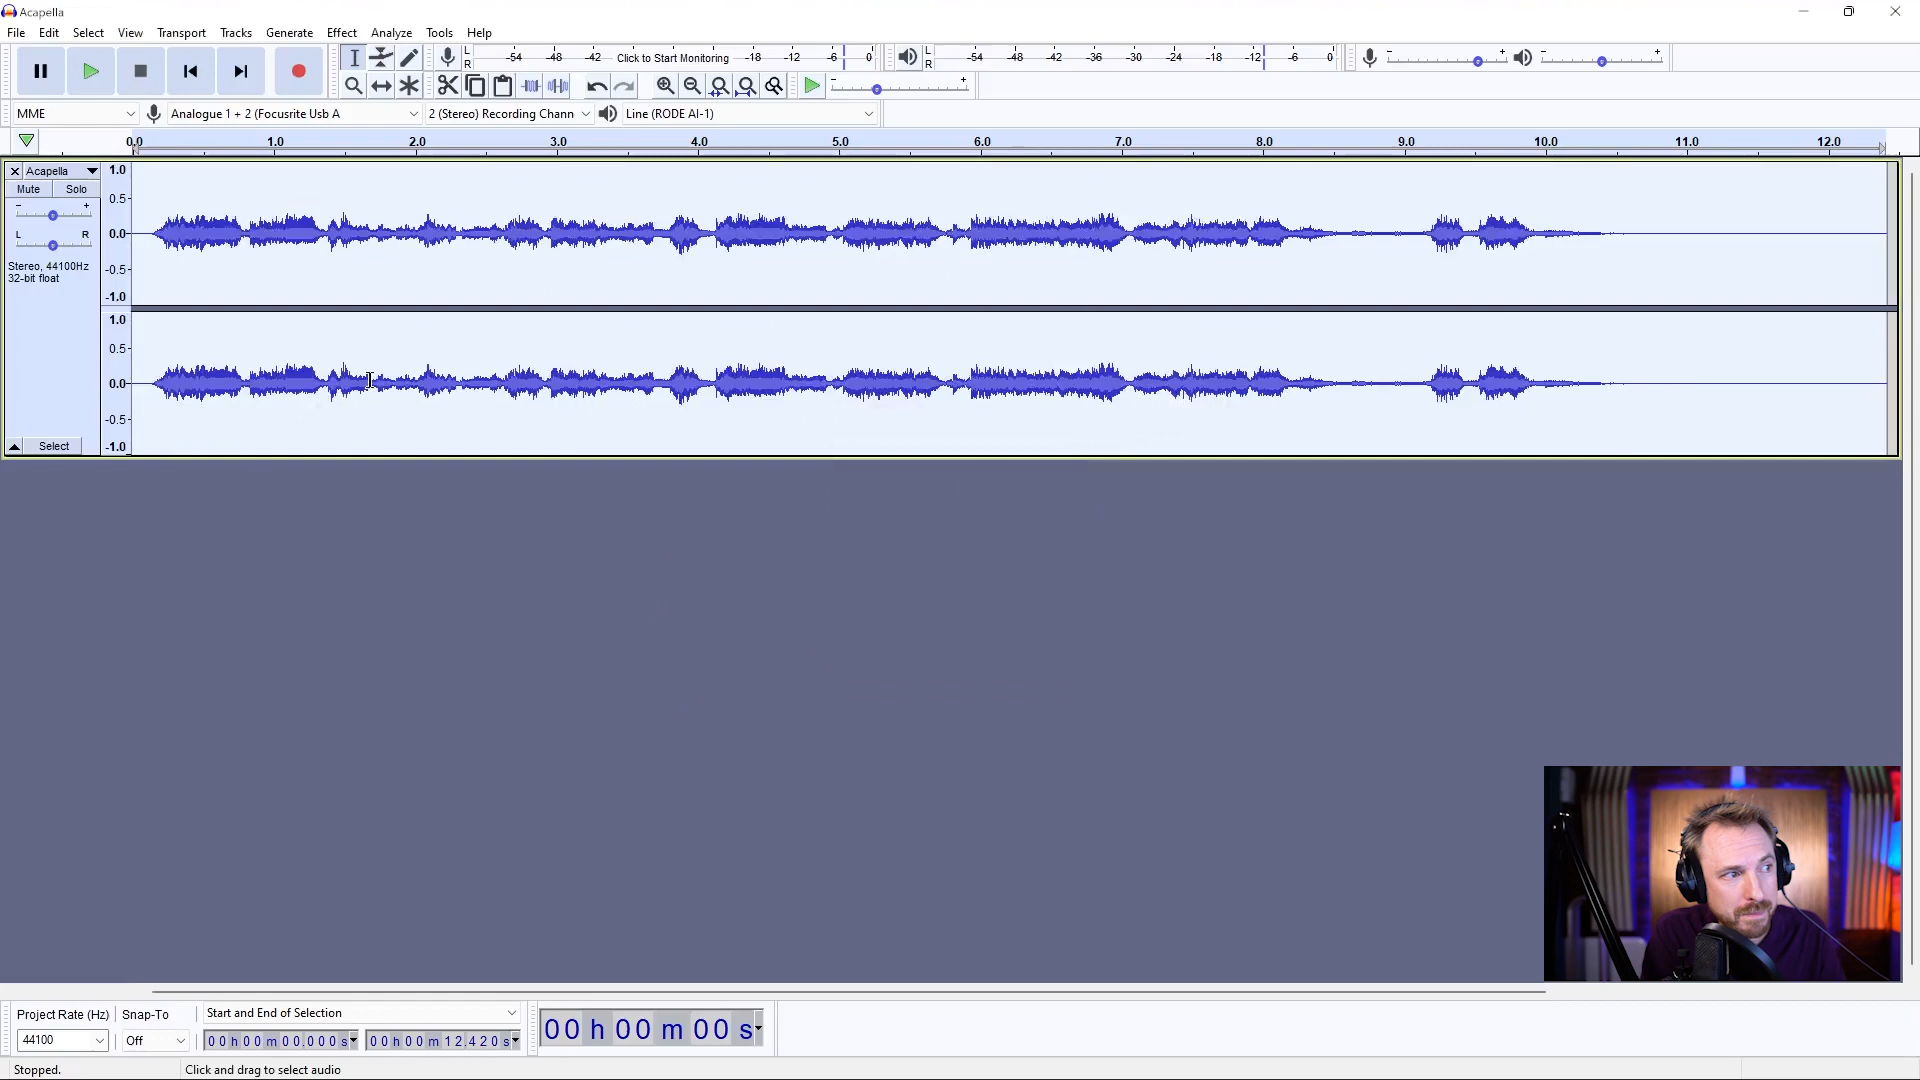 Acapella
File Edit Select View Transport Tracks Generate Effect Analyze Tools Help
L R -54 -48 -42 Click to Start Monitoring -18 -12 -6 0 L R -54 -48 -42 -36 -30 -24 -18 -12 -6 0 - + - +
- +
MME Analogue 1 + 2 (Focusrite Usb A 2 (Stereo) Recording Chann Line (RODE AI-1)
0.0 1.0 2.0 3.0 4.0 5.0 6.0 7.0 8.0 9.0 10.0 11.0 12.0
Acapella 1.0
Mute Solo
0.5
- +
L R 0.0
Stereo, 44100Hz
-0.5
32-bit float
-1.0
1.0
0.5
0.0
-0.5
Select -1.0
Project Rate (Hz) Snap-To Start and End of Selection
44100 Off 00 h 00 m 00.000 s 00 h 00 m 12.420 s 00 h 00 m 00 s
Stopped. Click and drag to select audio